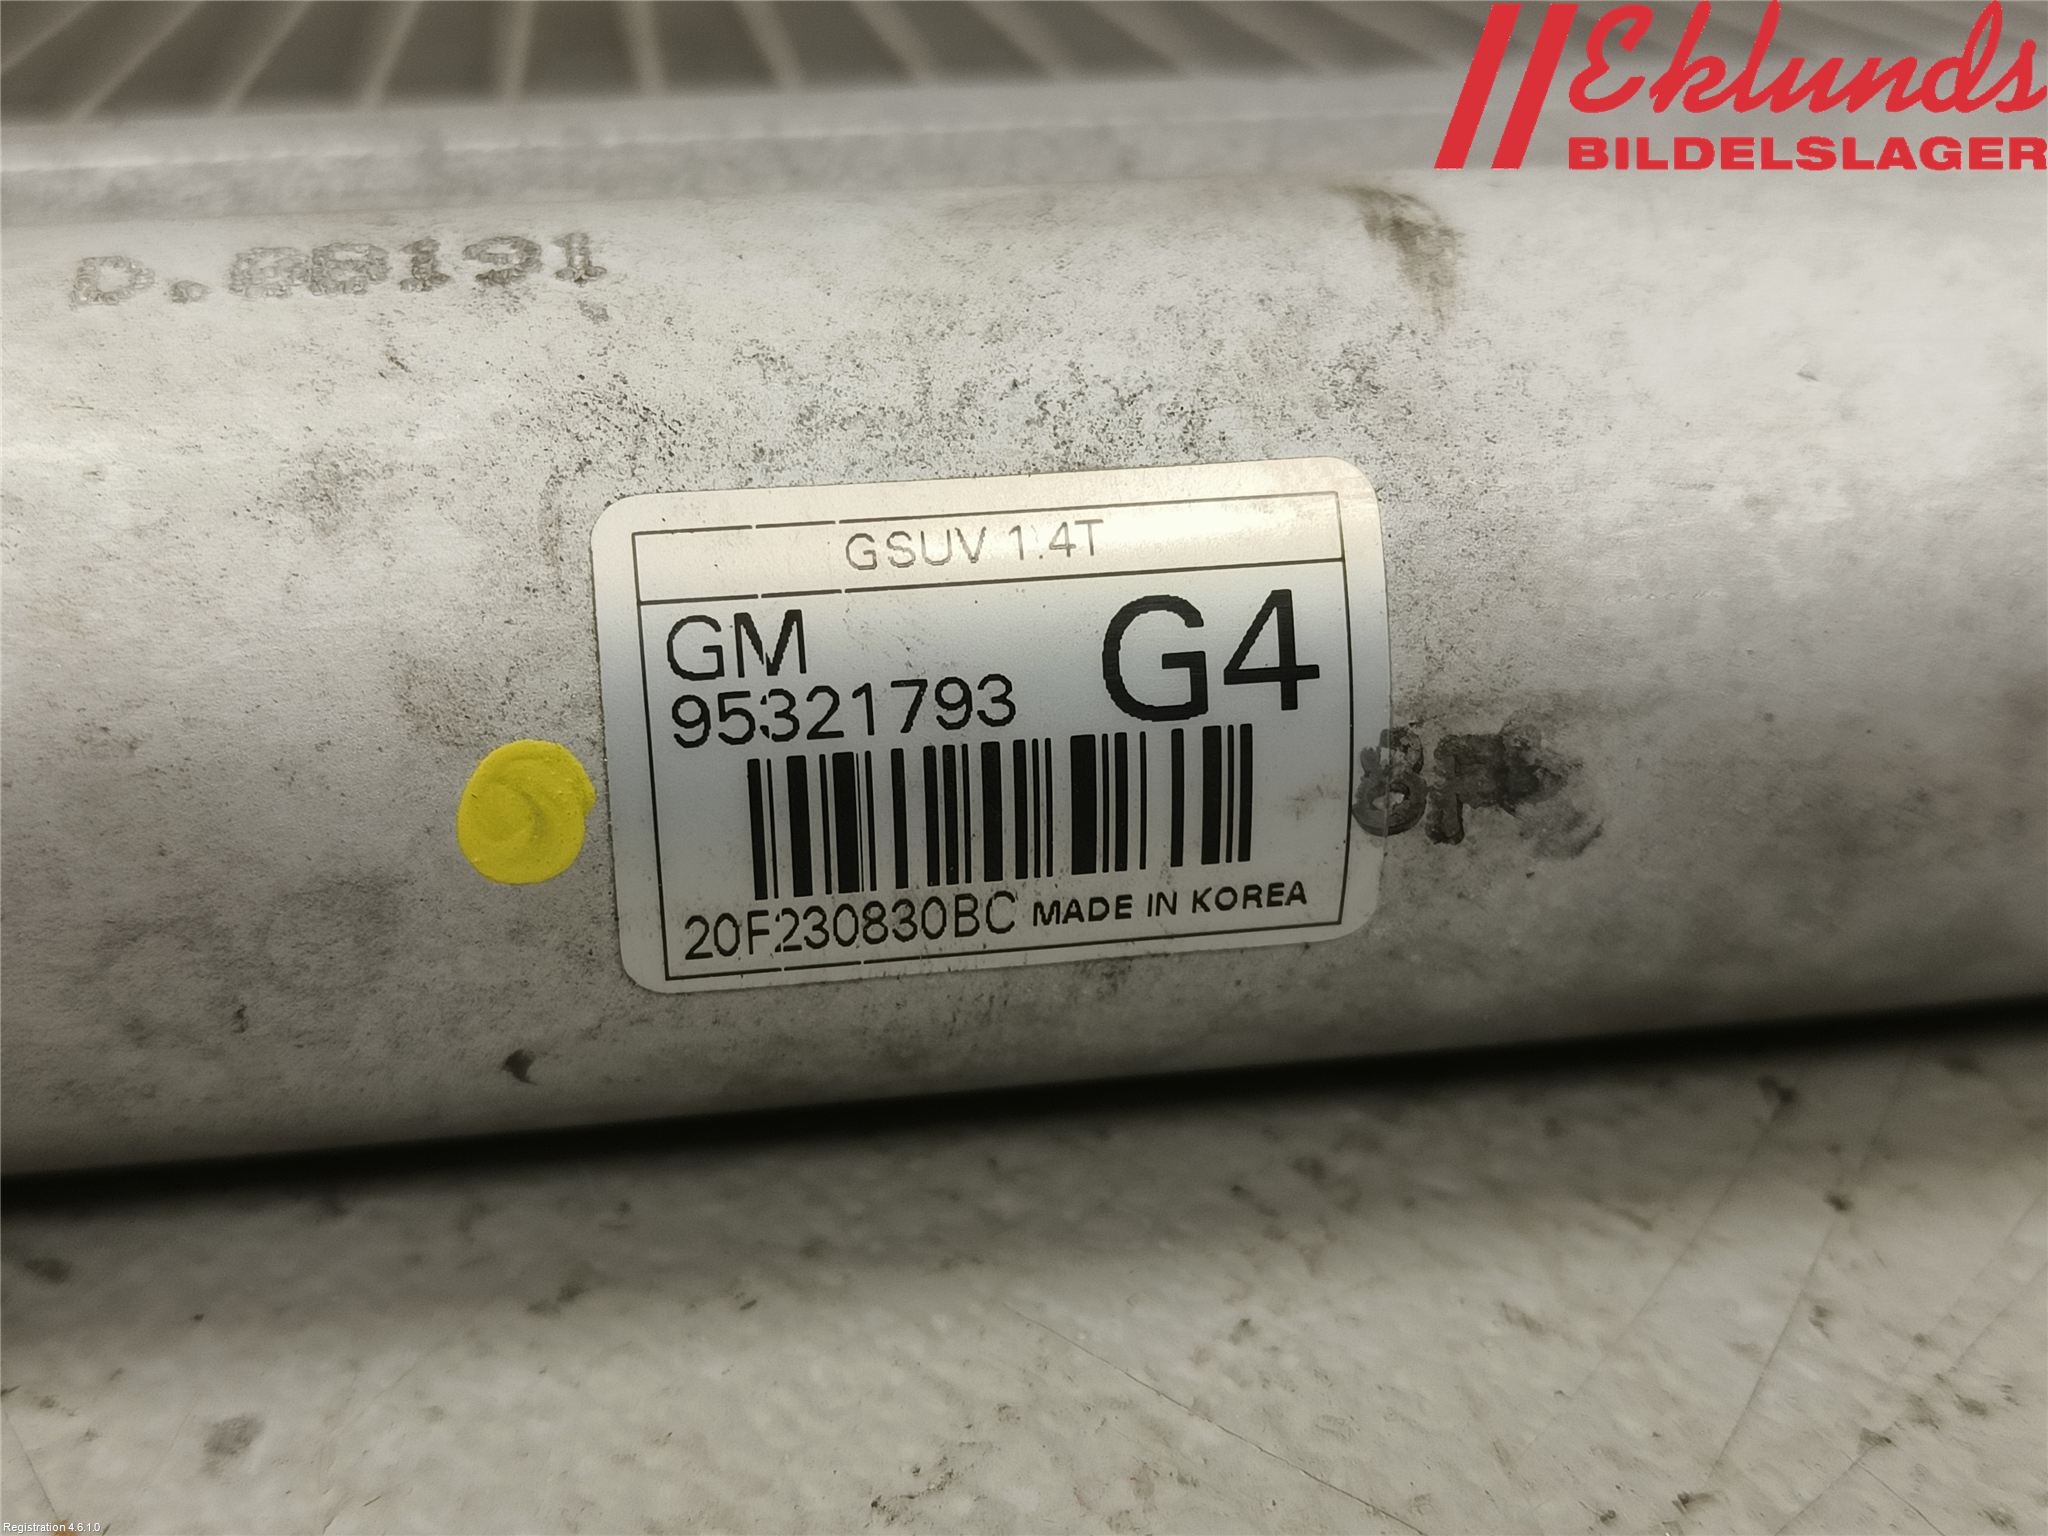 Eklunds
BILDELSLAGER
GSUV 1.4T
GM
G4
95321793
20F230830BC MADE IN KOREA
Registration 4.6.1.0